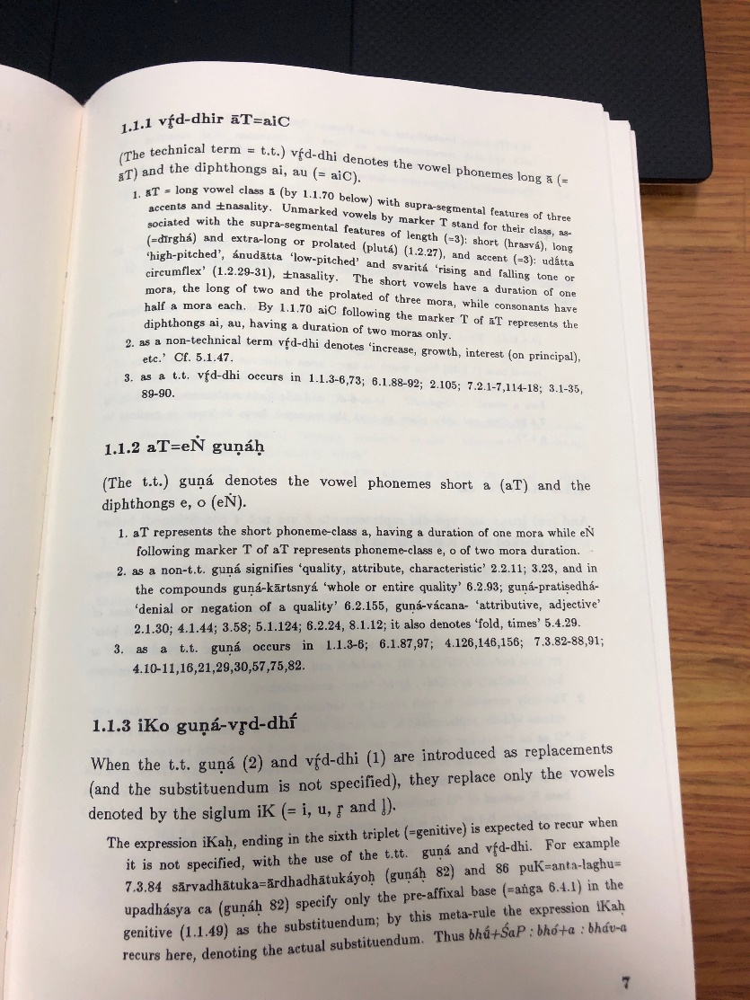 1.1.1 vŕ̥d-dhir āT=aiC
(The technical term = t.t.) vŕ̥d-dhi denotes the vowel phonemes long ā (=
āT) and the diphthongs ai, au (= aiC).
1. āT = long vowel class ā (by 1.1.70 below) with supra-segmental features of three
accents and ±nasality. Unmarked vowels by marker T stand for their class, as-
sociated with the supra-segmental features of length (=3): short (hrasvá), long
(=dīrghá) and extra-long or prolated (plutá) (1.2.27), and accent (=3): udā́tta
‘high-pitched’, ánudātta ‘low-pitched’ and svaritá ‘rising and falling tone or
circumflex’ (1.2.29-31), ±nasality. The short vowels have a duration of one
mora, the long of two and the prolated of three mora, while consonants have
half a mora each. By 1.1.70 aiC following the marker T of āT represents the
diphthongs ai, au, having a duration of two moras only.
2. as a non-technical term vŕ̥d-dhi denotes ‘increase, growth, interest (on principal),
etc.’ Cf. 5.1.47.
3. as a t.t. vŕ̥d-dhi occurs in 1.1.3-6,73; 6.1.88-92; 2.105; 7.2.1-7,114-18; 3.1-35,
89-90.
1.1.2 aT=eṄ guṇáḥ
(The t.t.) guṇá denotes the vowel phonemes short a (aT) and the
diphthongs e, o (eṄ).
1. aT represents the short phoneme-class a, having a duration of one mora while eṄ
following marker T of aT represents phoneme-class e, o of two mora duration.
2. as a non-t.t. guṇá signifies ‘quality, attribute, characteristic’ 2.2.11; 3.23, and in
the compounds guṇá-kārtsnyá ‘whole or entire quality’ 6.2.93; guṇá-pratiṣedhá-
‘denial or negation of a quality’ 6.2.155, guṇá-vácana- ‘attributive, adjective’
2.1.30; 4.1.44; 3.58; 5.1.124; 6.2.24, 8.1.12; it also denotes ‘fold, times’ 5.4.29.
3. as a t.t. guṇá occurs in 1.1.3-6; 6.1.87,97; 4.126,146,156; 7.3.82-88,91;
4.10-11,16,21,29,30,57,75,82.
1.1.3 iKo guṇá-vr̥d-dhī́
When the t.t. guṇá (2) and vŕ̥d-dhi (1) are introduced as replacements
(and the substituendum is not specified), they replace only the vowels
denoted by the siglum iK (= i, u, r̥ and l̥).
The expression iKaḥ, ending in the sixth triplet (=genitive) is expected to recur when
it is not specified, with the use of the t.tt. guṇá and vŕ̥d-dhi. For example
7.3.84 sārvadhātuka=ārdhadhātukáyoḥ (guṇáḥ 82) and 86 puK=anta-laghu=
upadhásya ca (guṇáḥ 82) specify only the pre-affixal base (=aṅga 6.4.1) in the
genitive (1.1.49) as the substituendum; by this meta-rule the expression iKaḥ
recurs here, denoting the actual substituendum. Thus bhū́+ŚaP : bhó+a : bháv-a
7